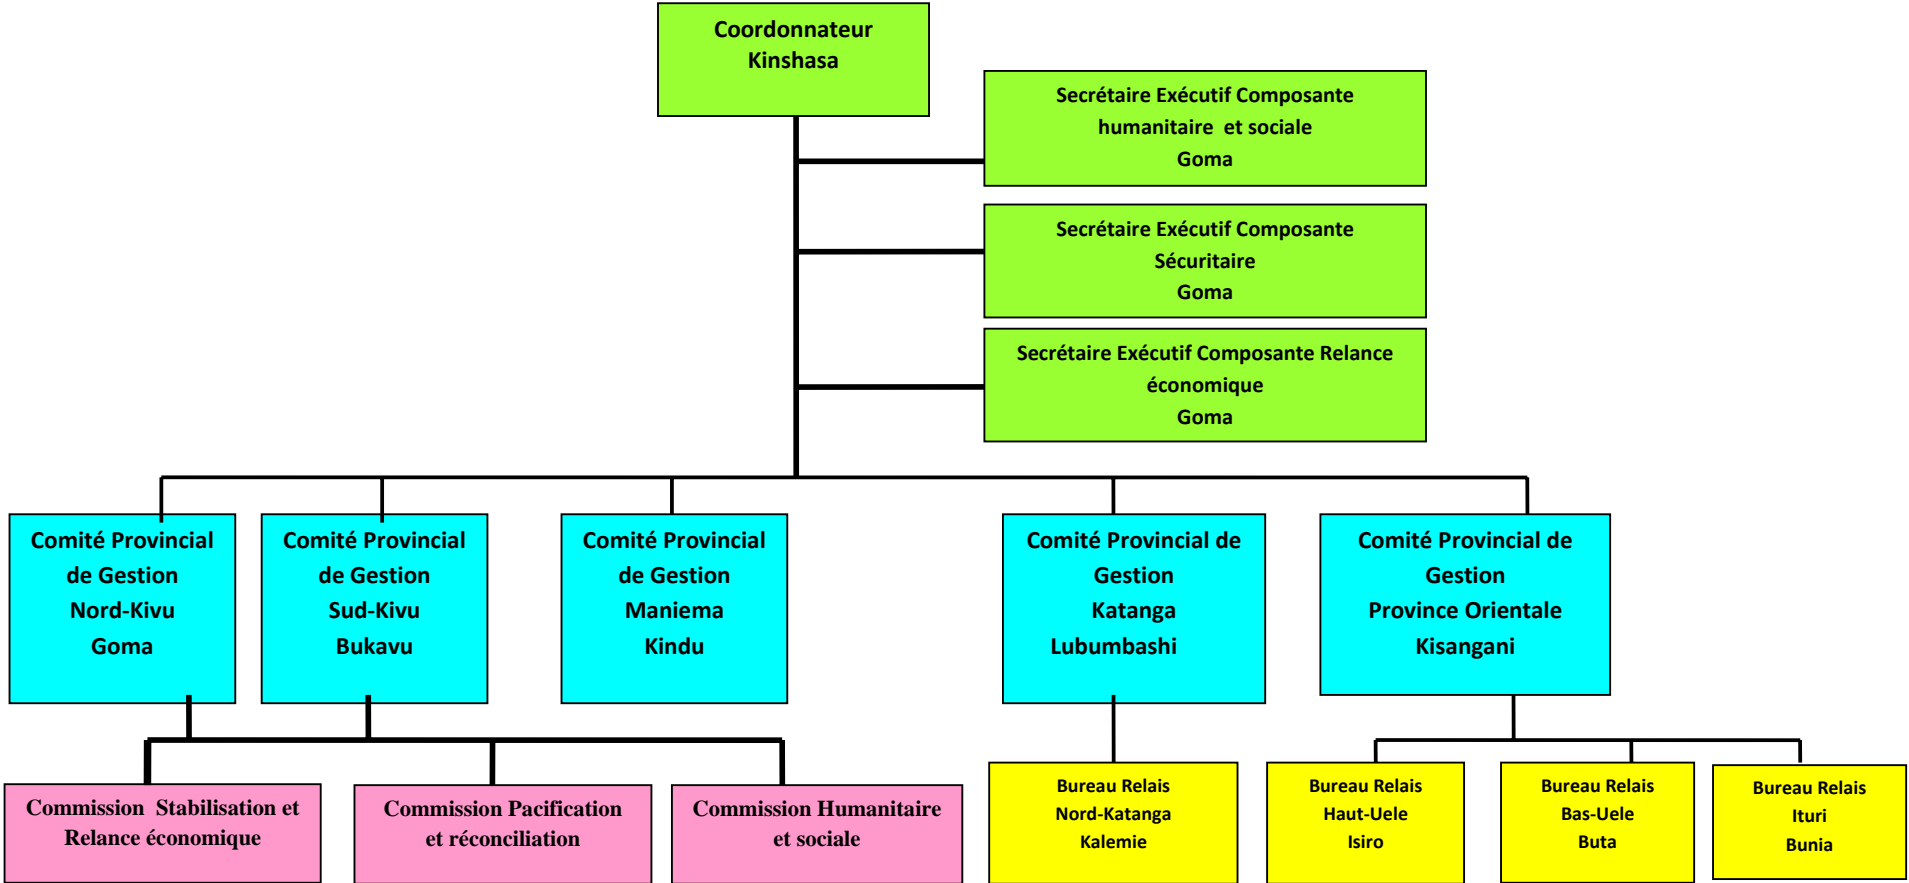 Coordonnateur
Kinshasa
Secrétaire Exécutif Composante
humanitaire et sociale
Goma
Secrétaire Exécutif Composante
Sécuritaire
Goma
Secrétaire Exécutif Composante Relance
économique
Goma
Comité Provincial
de Gestion
Nord-Kivu
Goma
Comité Provincial
de Gestion
Sud-Kivu
Bukavu
Comité Provincial
de Gestion
Maniema
Kindu
Comité Provincial de
Gestion
Katanga
Lubumbashi
Comité Provincial de
Gestion
Province Orientale
Kisangani
Commission Stabilisation et
Relance économique
Commission Pacification
et réconciliation
Commission Humanitaire
et sociale
Bureau Relais
Nord-Katanga
Kalemie
Bureau Relais
Haut-Uele
Isiro
Bureau Relais
Bas-Uele
Buta
Bureau Relais
Ituri
Bunia